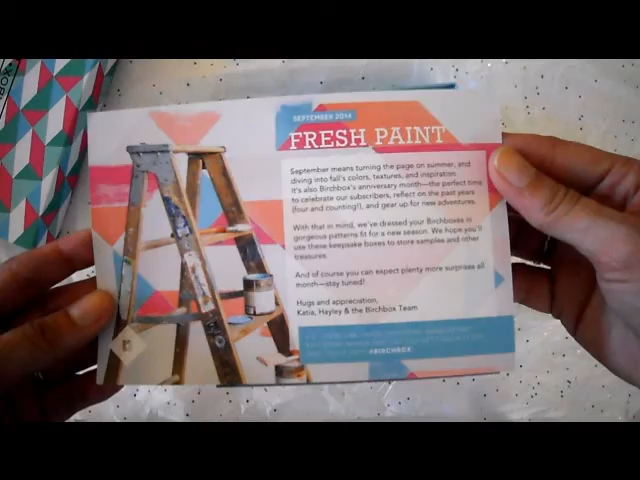 SEPTEMBER 2014
FRESH PAINT
September means turning the page on summer, and
diving into fall's colors, textures, and inspiration.
It's also Birchbox's anniversary month—the perfect time
to celebrate our subscribers, reflect on the past years
(four and counting!), and gear up for new adventures.
With that in mind, we've dressed your Birchboxes in
gorgeous patterns fit for a new season. We hope you'll
use these keepsake boxes to store samples and other
treasures.
And of course you can expect plenty more surprises all
month—stay tuned!
Hugs and appreciation,
Katia, Hayley & the Birchbox Team
#BIRCHBOX